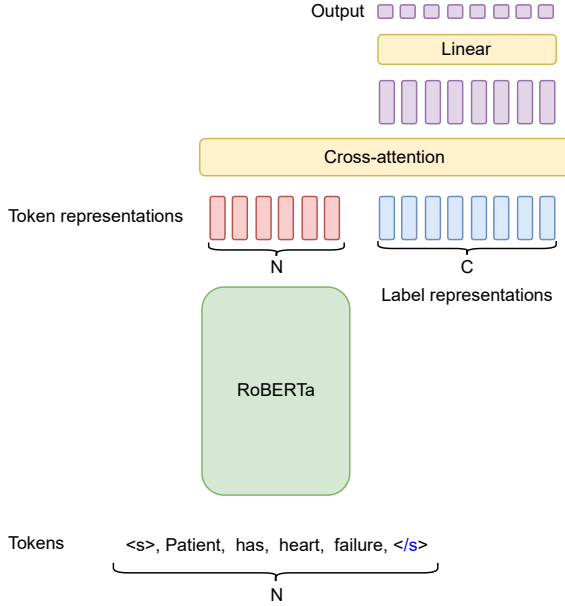 Output
Linear
Cross-attention
Token representations
N
C
Label representations
RoBERTa
Tokens
<s>, Patient, has, heart, failure, </s>
N